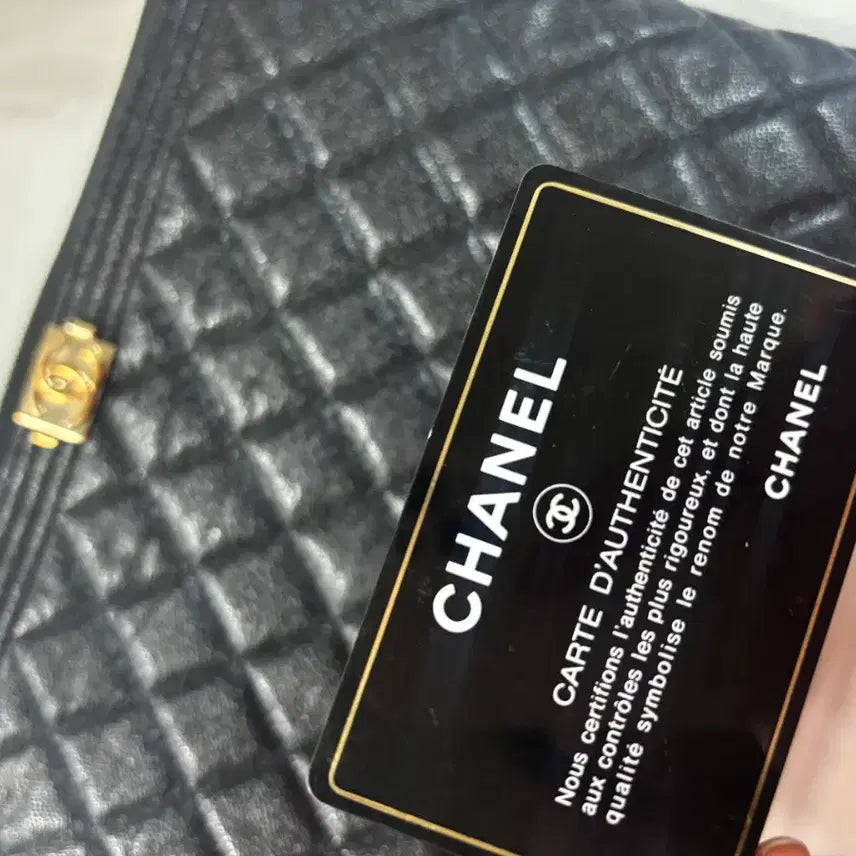 CHANEL
CARTE D'AUTHENTICITÉ
Nous certifions l'authenticité de cet article soumis
aux contrôles les plus rigoureux, et dont la haute
qualité symbolise le renom de notre Marque.
CHANEL